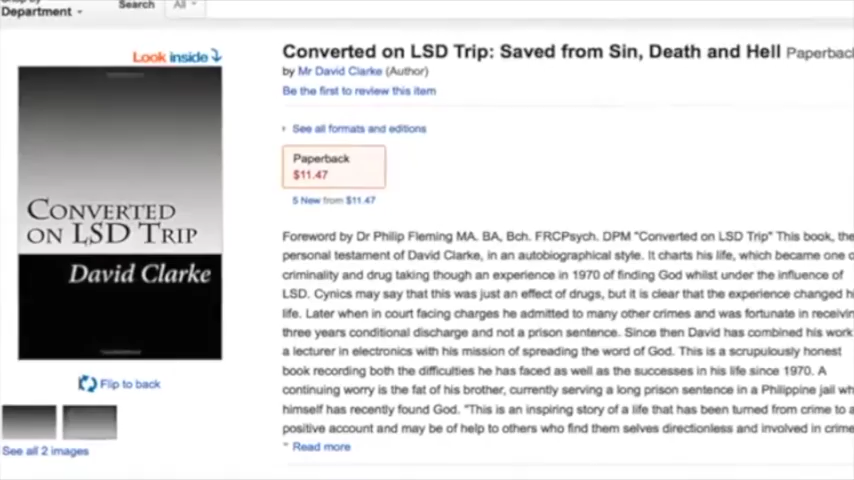 Department
Search
All
Look inside
Converted on LSD Trip: Saved from Sin, Death and Hell
by Mr David Clarke (Author)
Be the first to review this item
See all formats and editions
Paperback
$11.47
5 New from $11.47
CONVERTED
ON LSD TRIP
David Clarke
Foreword by Dr Philip Fleming MA. BA, Bch. FRCPsych. DPM "Converted on LSD Trip" This book, the
personal testament of David Clarke, in an autobiographical style. It charts his life, which became one o
criminality and drug taking though an experience in 1970 of finding God whilst under the influence of
LSD. Cynics may say that this was just an effect of drugs, but it is clear that the experience changed
life. Later when in court facing charges he admitted to many other crimes and was fortunate in
three years conditional discharge and not a prison sentence. Since then David has combined his work
a lecturer in electronics with his mission of spreading the word of God. This is a scrupulously honest
book recording both the difficulties he has faced as well as the successes in his life since 1970. A
continuing worry is the fat of his brother, currently serving a long prison sentence in a Philippine jail
himself has recently found God. "This is an inspiring story of a life that has been turned from crime to
positive account and may be of help to others who find them selves directionless and involved in
Read more
Flip to back
See all 2 images